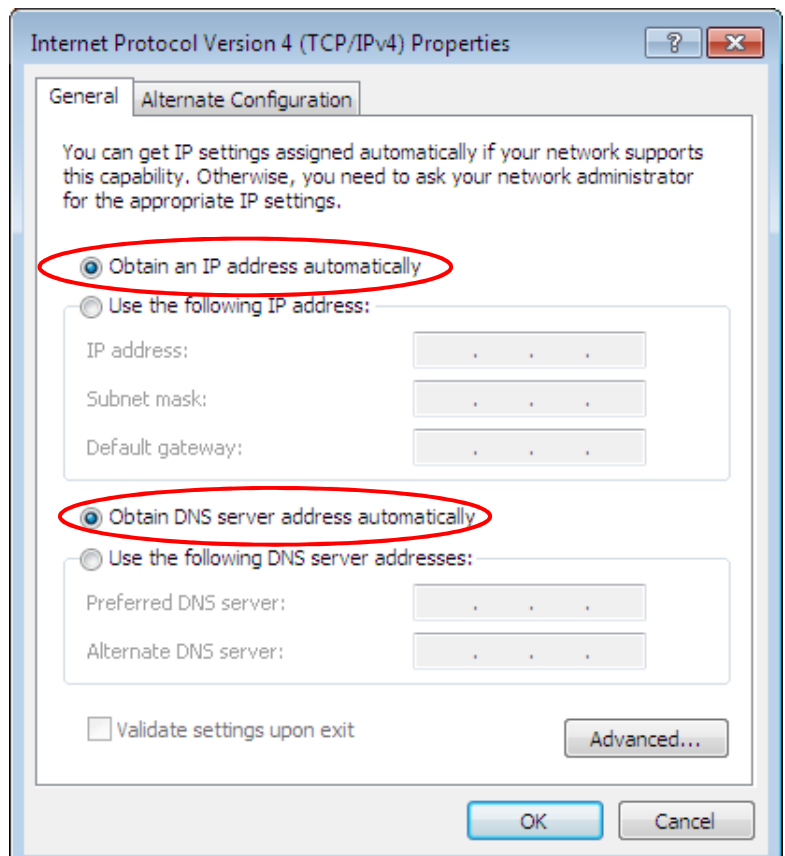 Internet Protocol Version 4 (TCP/IPv4) Properties
General
Alternate Configuration
You can get IP settings assigned automatically if your network supports
this capability. Otherwise, you need to ask your network administrator
for the appropriate IP settings.
Obtain an IP address automatically
Use the following IP address:
IP address:
Subnet mask:
Default gateway:
Obtain DNS server address automatically
Use the following DNS server addresses:
Preferred DNS server:
Alternate DNS server:
Validate settings upon exit
Advanced...
OK
Cancel